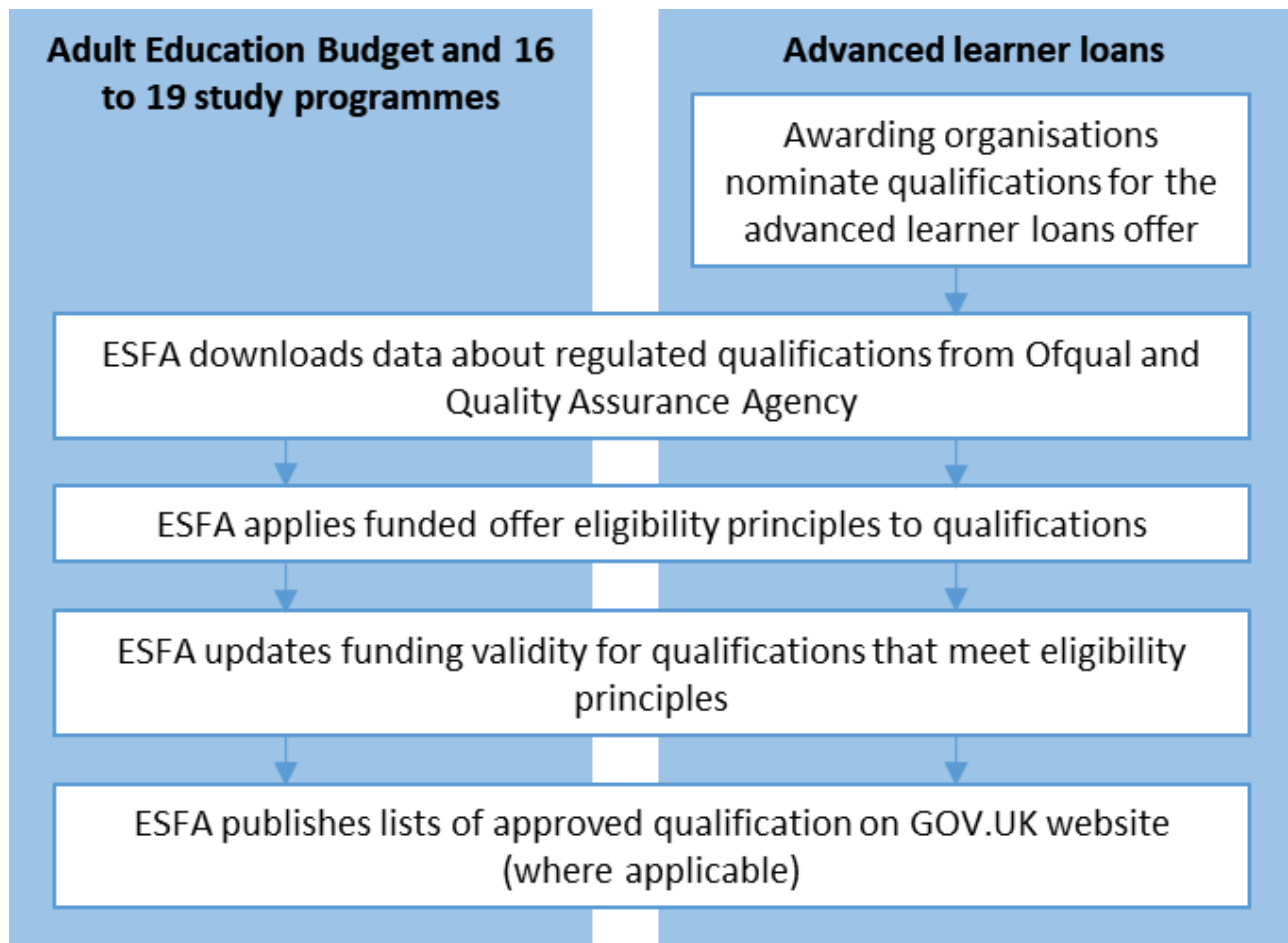 Adult Education Budget and 16
to 19 study programmes
Advanced learner loans
Awarding organisations
nominate qualifications for the
advanced learner loans offer
ESFA downloads data about regulated qualifications from Ofqual and
Quality Assurance Agency
ESFA applies funded offer eligibility principles to qualifications
ESFA updates funding validity for qualifications that meet eligibility
principles
ESFA publishes lists of approved qualification on GOV.UK website
(where applicable)